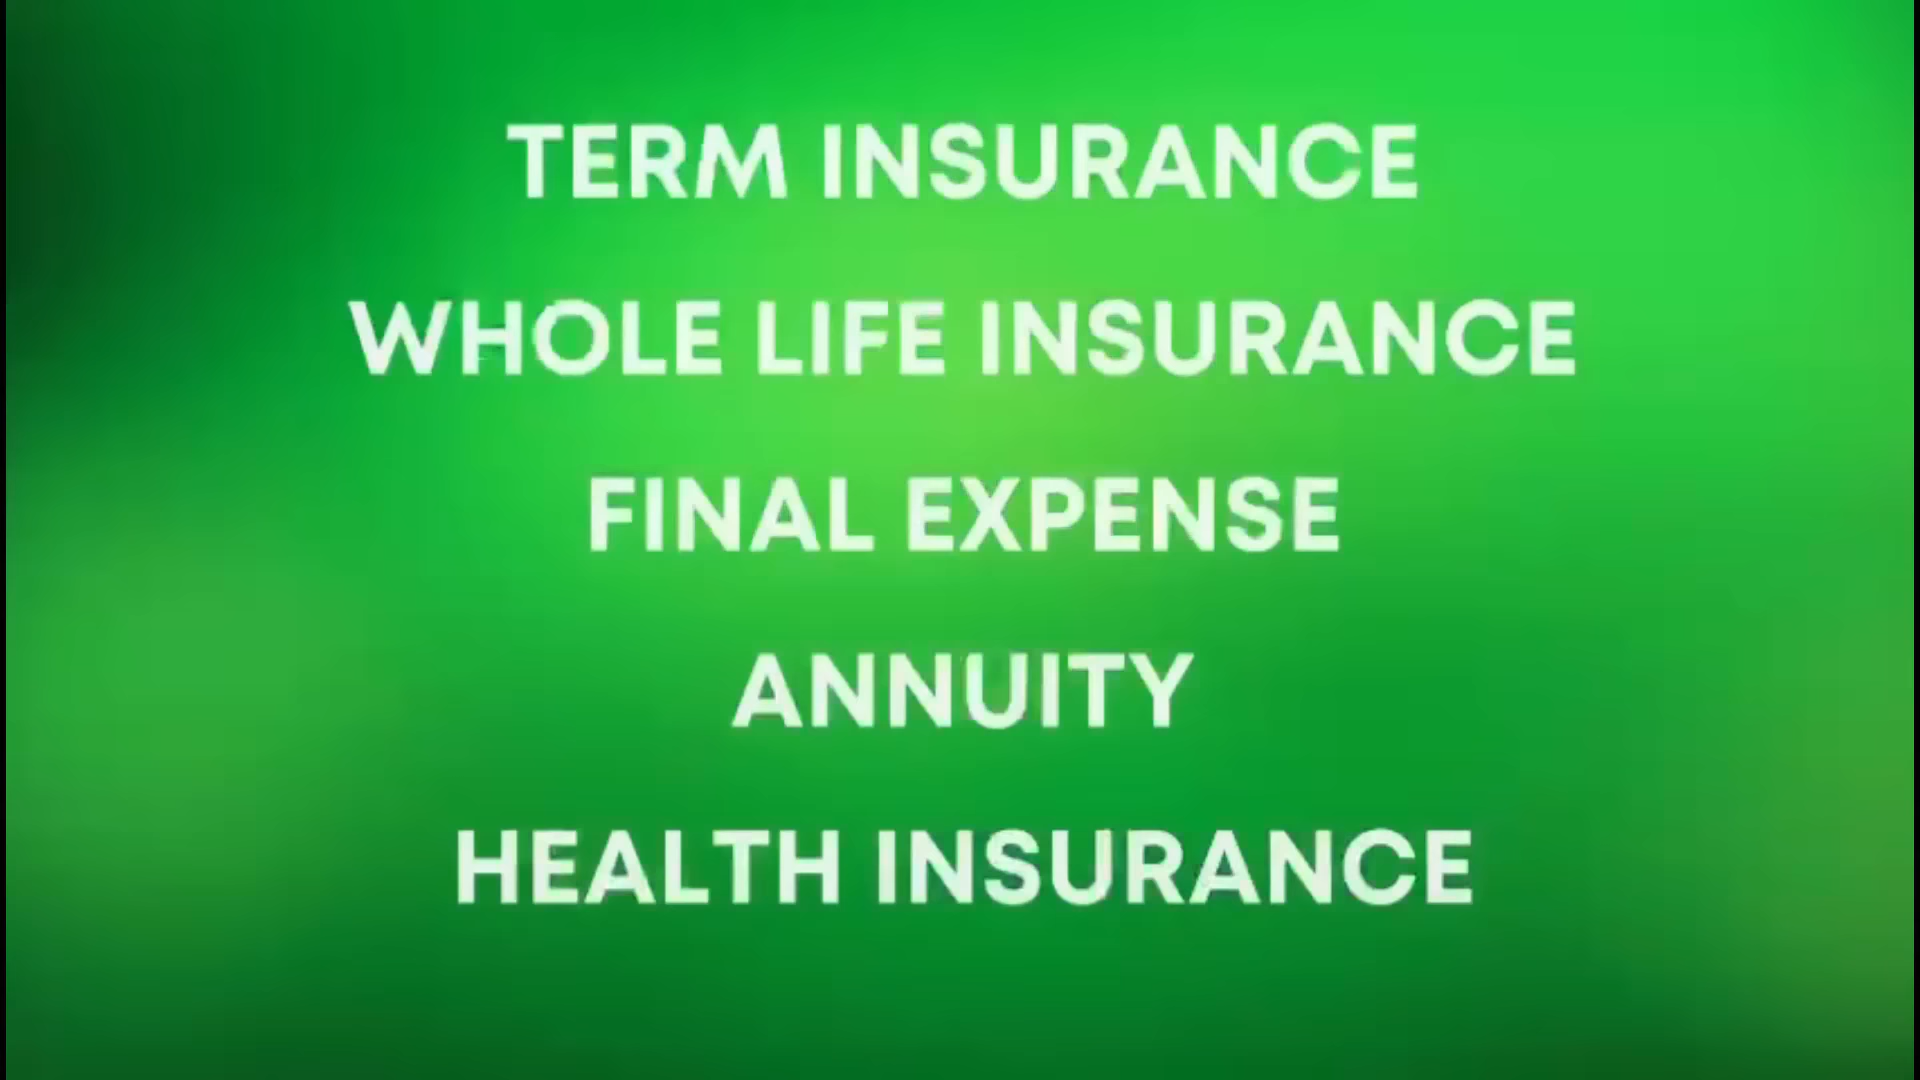 TERM INSURANCE
WHOLE LIFE INSURANCE
FINAL EXPENSE
ANNUITY
HEALTH INSURANCE